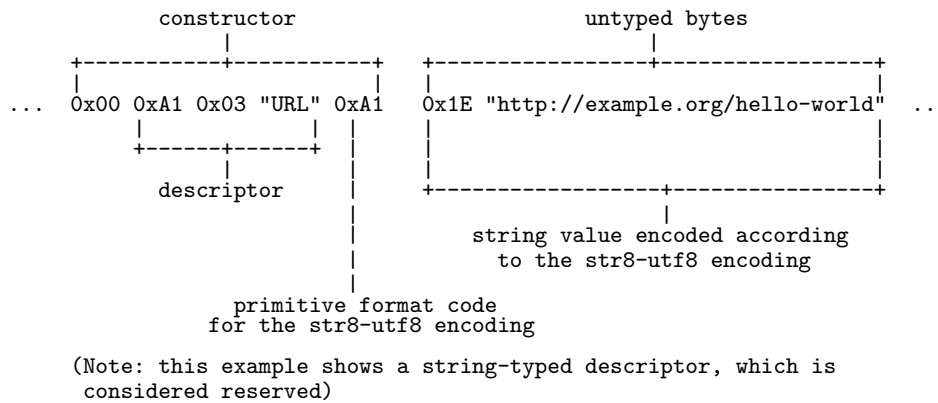 constructor untyped bytes
... 0x00 0xA1 0x03 "URL" 0xA1 0x1E "http://example.org/hello-world" ..
descriptor
string value encoded according
to the str8-utf8 encoding
primitive format code
for the str8-utf8 encoding
(Note: this example shows a string-typed descriptor, which is
considered reserved)